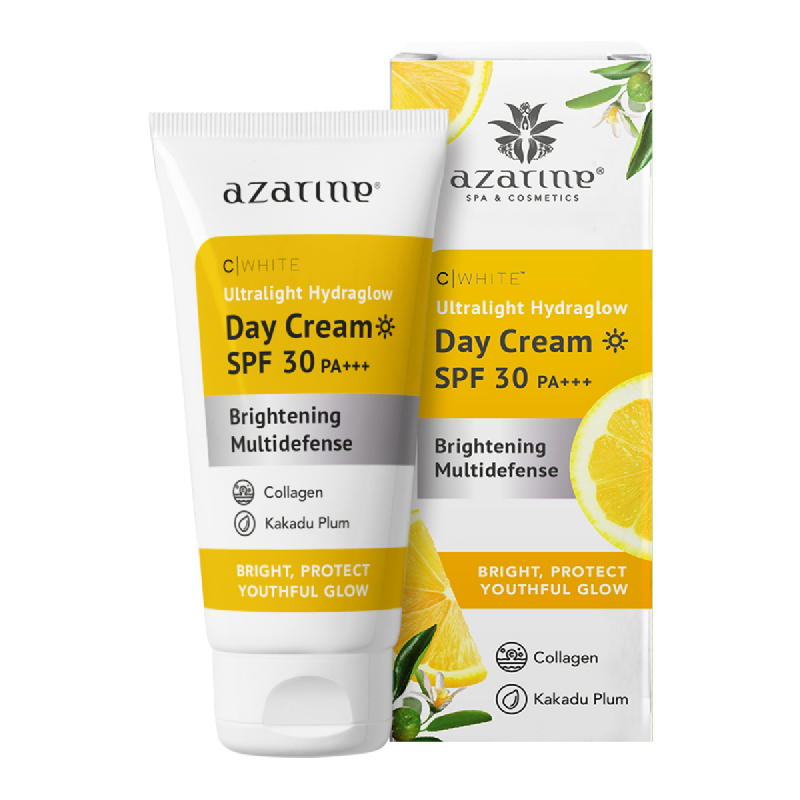 azarine®
C|WHITE
Ultralight Hydraglow
Day Cream
SPF 30 PA+++
Brightening
Multidefense
Collagen
Kakadu Plum
BRIGHT, PROTECT
YOUTHFUL GLOW
azarine®
SPA & COSMETICS
C|WHITE™
Ultralight Hydraglow
Day Cream
SPF 30 PA+++
Brightening
Multidefense
BRIGHT, PROTECT
YOUTHFUL GLOW
Collagen
Kakadu Plum